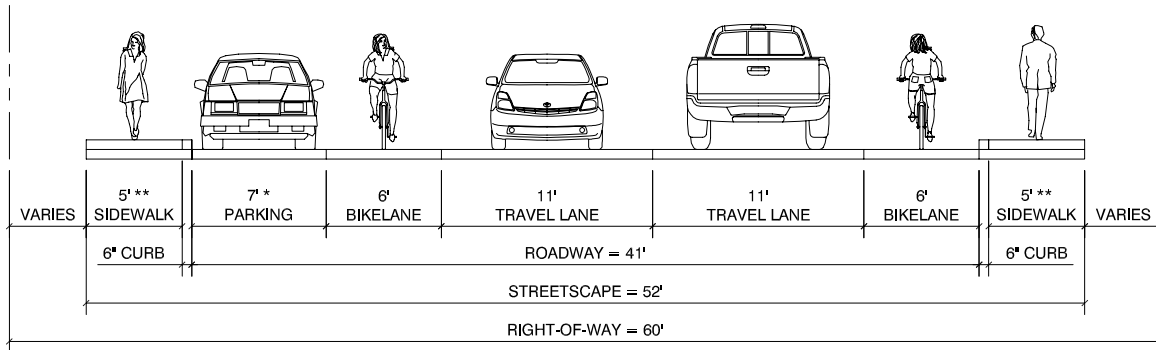 VARIES
5' **
SIDEWALK
7' *
PARKING
6'
BIKELANE
11'
TRAVEL LANE
11'
TRAVEL LANE
6'
BIKELANE
5' **
SIDEWALK
VARIES
6" CURB
ROADWAY = 41'
6" CURB
STREETSCAPE = 52'
RIGHT-OF-WAY = 60'